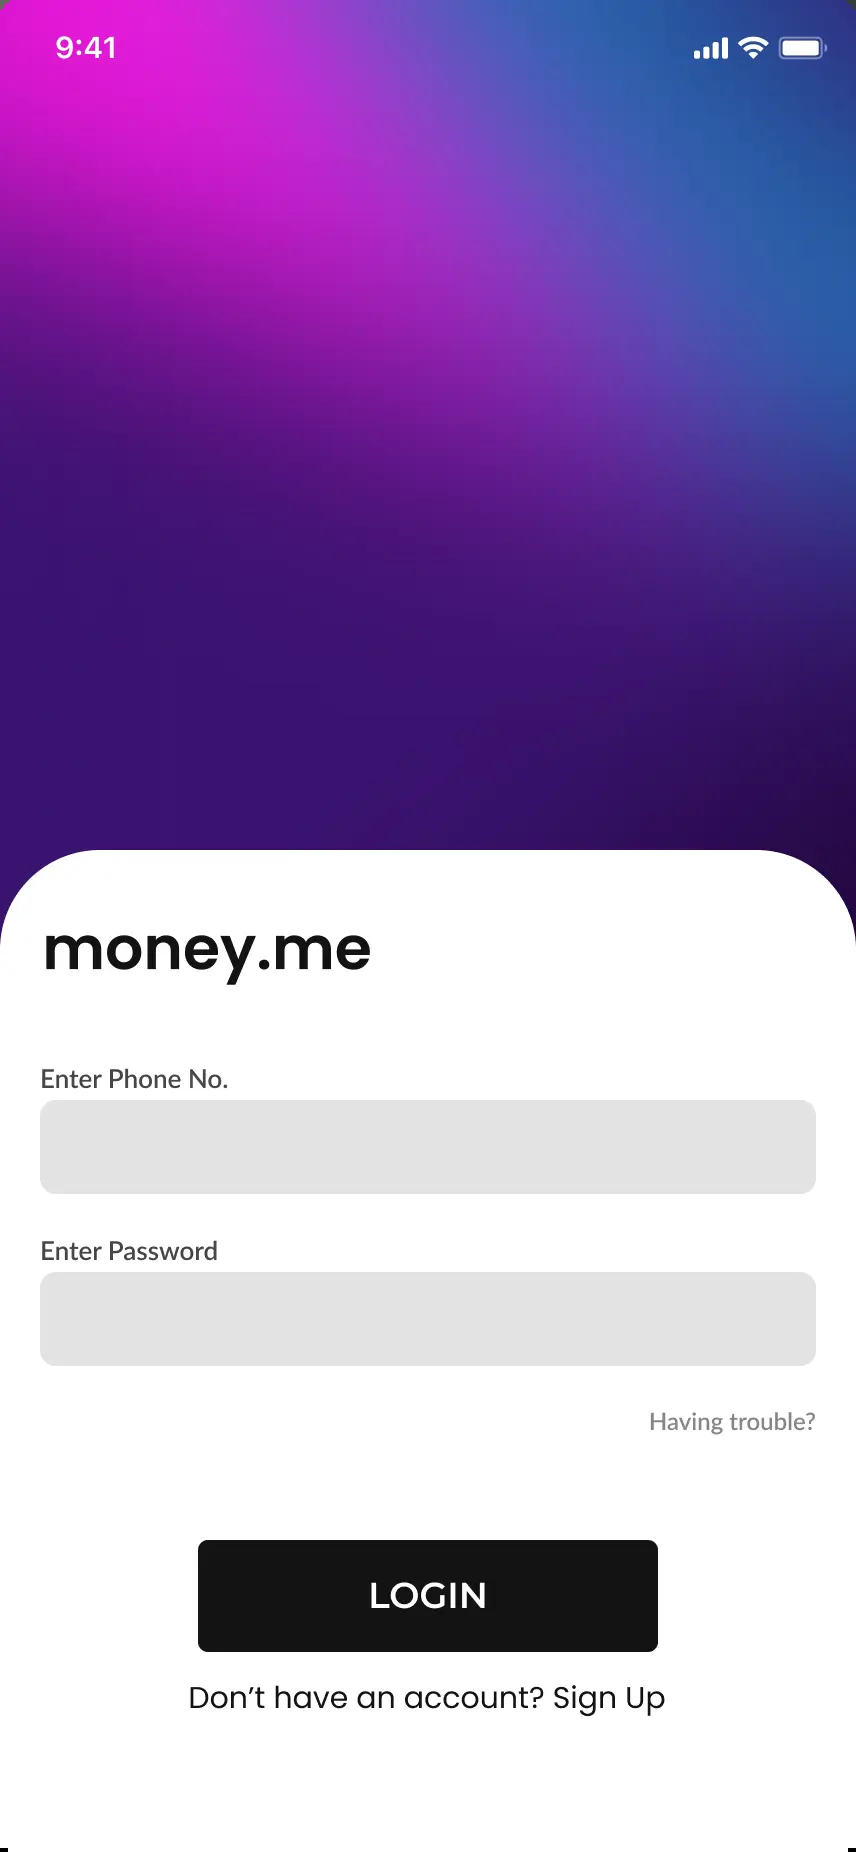 9:41
money.me
Enter Phone No.
Enter Password
Having trouble?
LOGIN
Don’t have an account? Sign Up